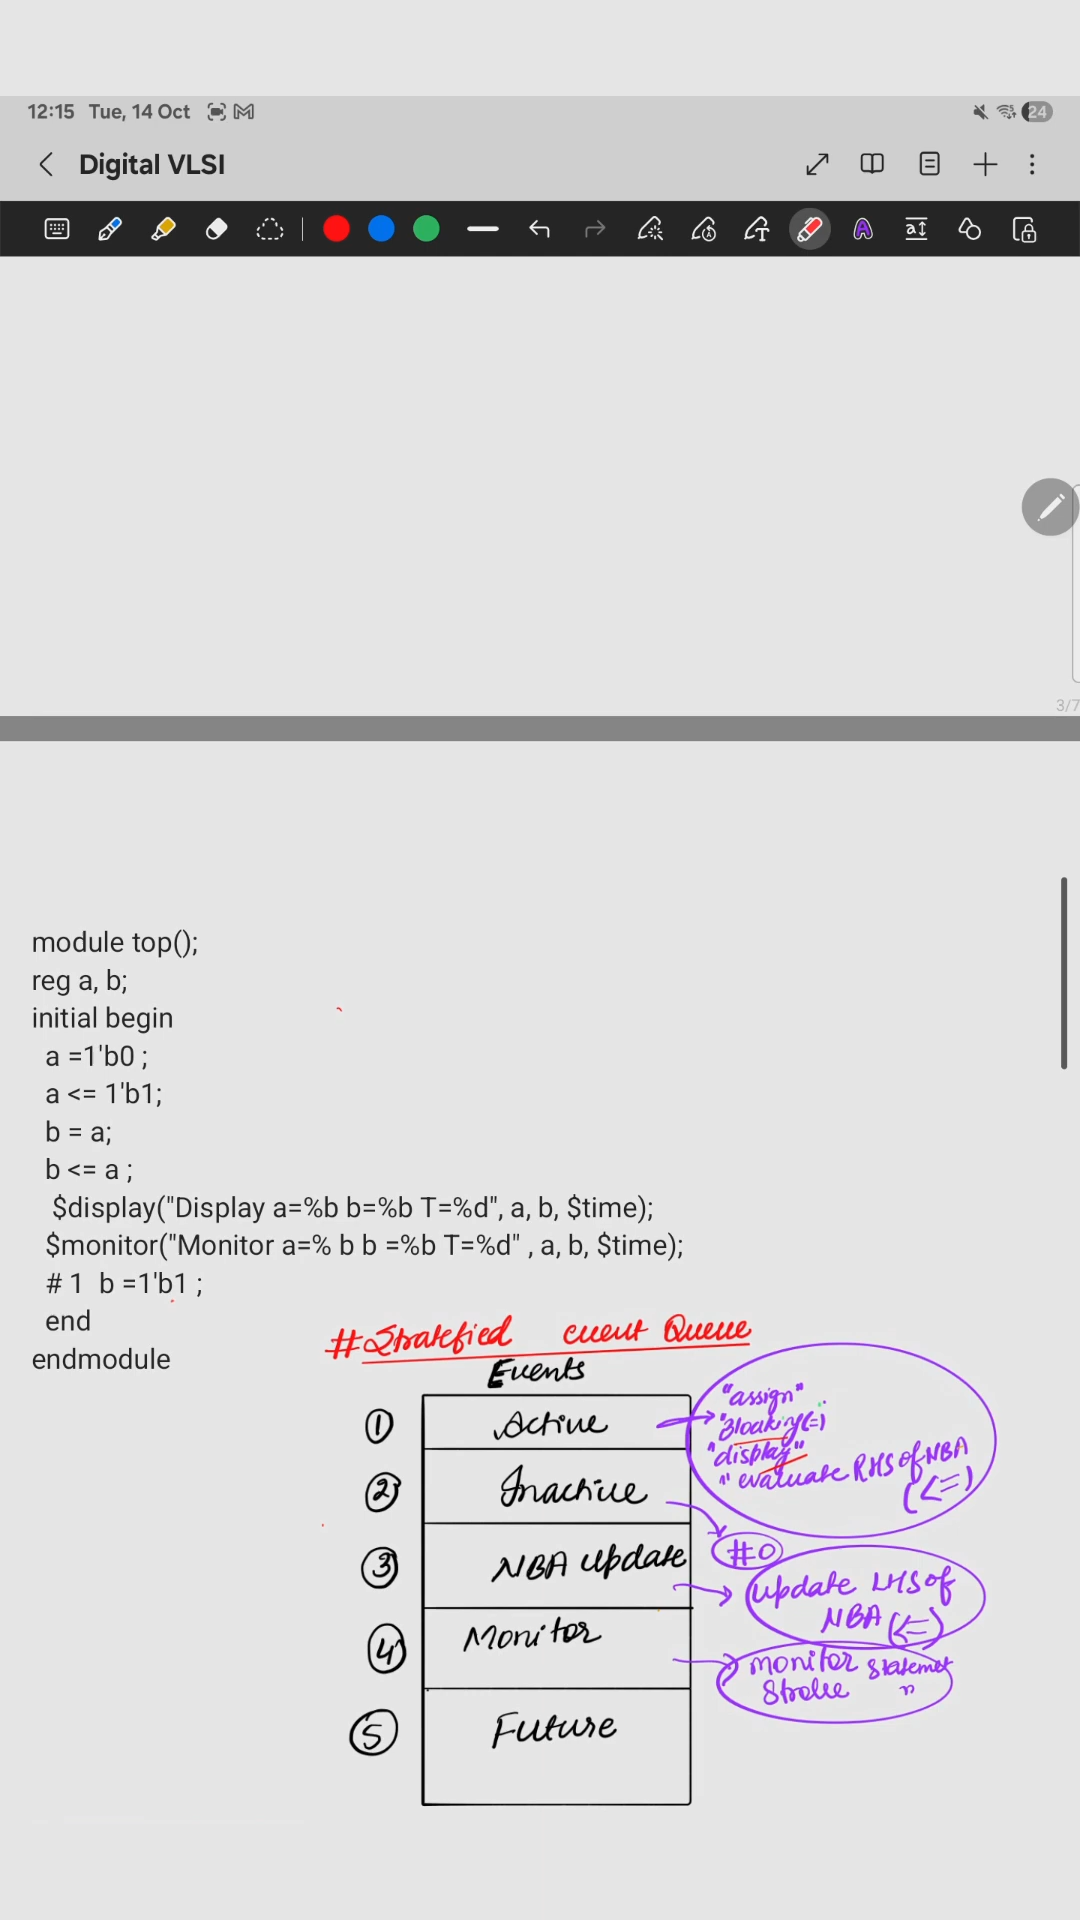 12:15 Tue, 14 Oct
24
Digital VLSI
3/7
module top();
reg a, b;
initial begin
a =1'b0 ;
a <= 1'b1;
b = a;
b <= a ;
$display("Display a=%b b=%b T=%d", a, b, $time);
$monitor("Monitor a=% b b =%b T=%d" , a, b, $time);
# 1 b =1'b1 ;
end
endmodule
#Stratefied event Queue
Events
1 Active
"assign"
"Bloaking(=)
"display"
" evaluate RHS of NBA
(<=)
2 Inactive
#0
3 NBA Update
update LHS of
NBA (<=)
4 Monitor
monitor statemet
Strobe "
5 Future